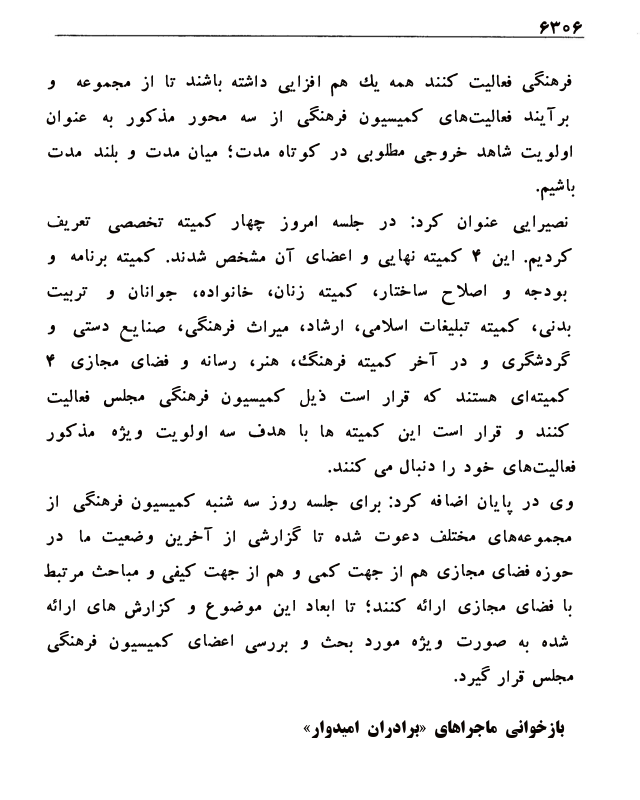 ۶۳۰۶
فرهنگی فعالیت کنند همه یك هم افزایی داشته باشند تا از مجموعه و
برآیند فعالیت‌های کمیسیون فرهنگی از سه محور مذکور به عنوان
اولویت شاهد خروجی مطلوبی در کوتاه مدت؛ میان مدت و بلند مدت
باشیم.
نصیرایی عنوان کرد: در جلسه امروز چهار کمیته تخصصی تعریف
کردیم. این ۴ کمیته نهایی و اعضای آن مشخص شدند. کمیته برنامه و
بودجه و اصلاح ساختار، کمیته زنان، خانواده، جوانان و تربیت
بدنی، کمیته تبلیغات اسلامی، ارشاد، میراث فرهنگی، صنایع دستی و
گردشگری و در آخر کمیته فرهنگ، هنر، رسانه و فضای مجازی ۴
کمیته‌ای هستند که قرار است ذیل کمیسیون فرهنگی مجلس فعالیت
کنند و قرار است این کمیته ها با هدف سه اولویت ویژه مذکور
فعالیت‌های خود را دنبال می کنند.
وی در پایان اضافه کرد: برای جلسه روز سه شنبه کمیسیون فرهنگی از
مجموعه‌های مختلف دعوت شده تا گزارشی از آخرین وضعیت ما در
حوزه فضای مجازی هم از جهت کمی و هم از جهت کیفی و مباحث مرتبط
با فضای مجازی ارائه کنند؛ تا ابعاد این موضوع و گزارش های ارائه
شده به صورت ویژه مورد بحث و بررسی اعضای کمیسیون فرهنگی
مجلس قرار گیرد.
بازخوانی ماجراهای «برادران امیدوار»